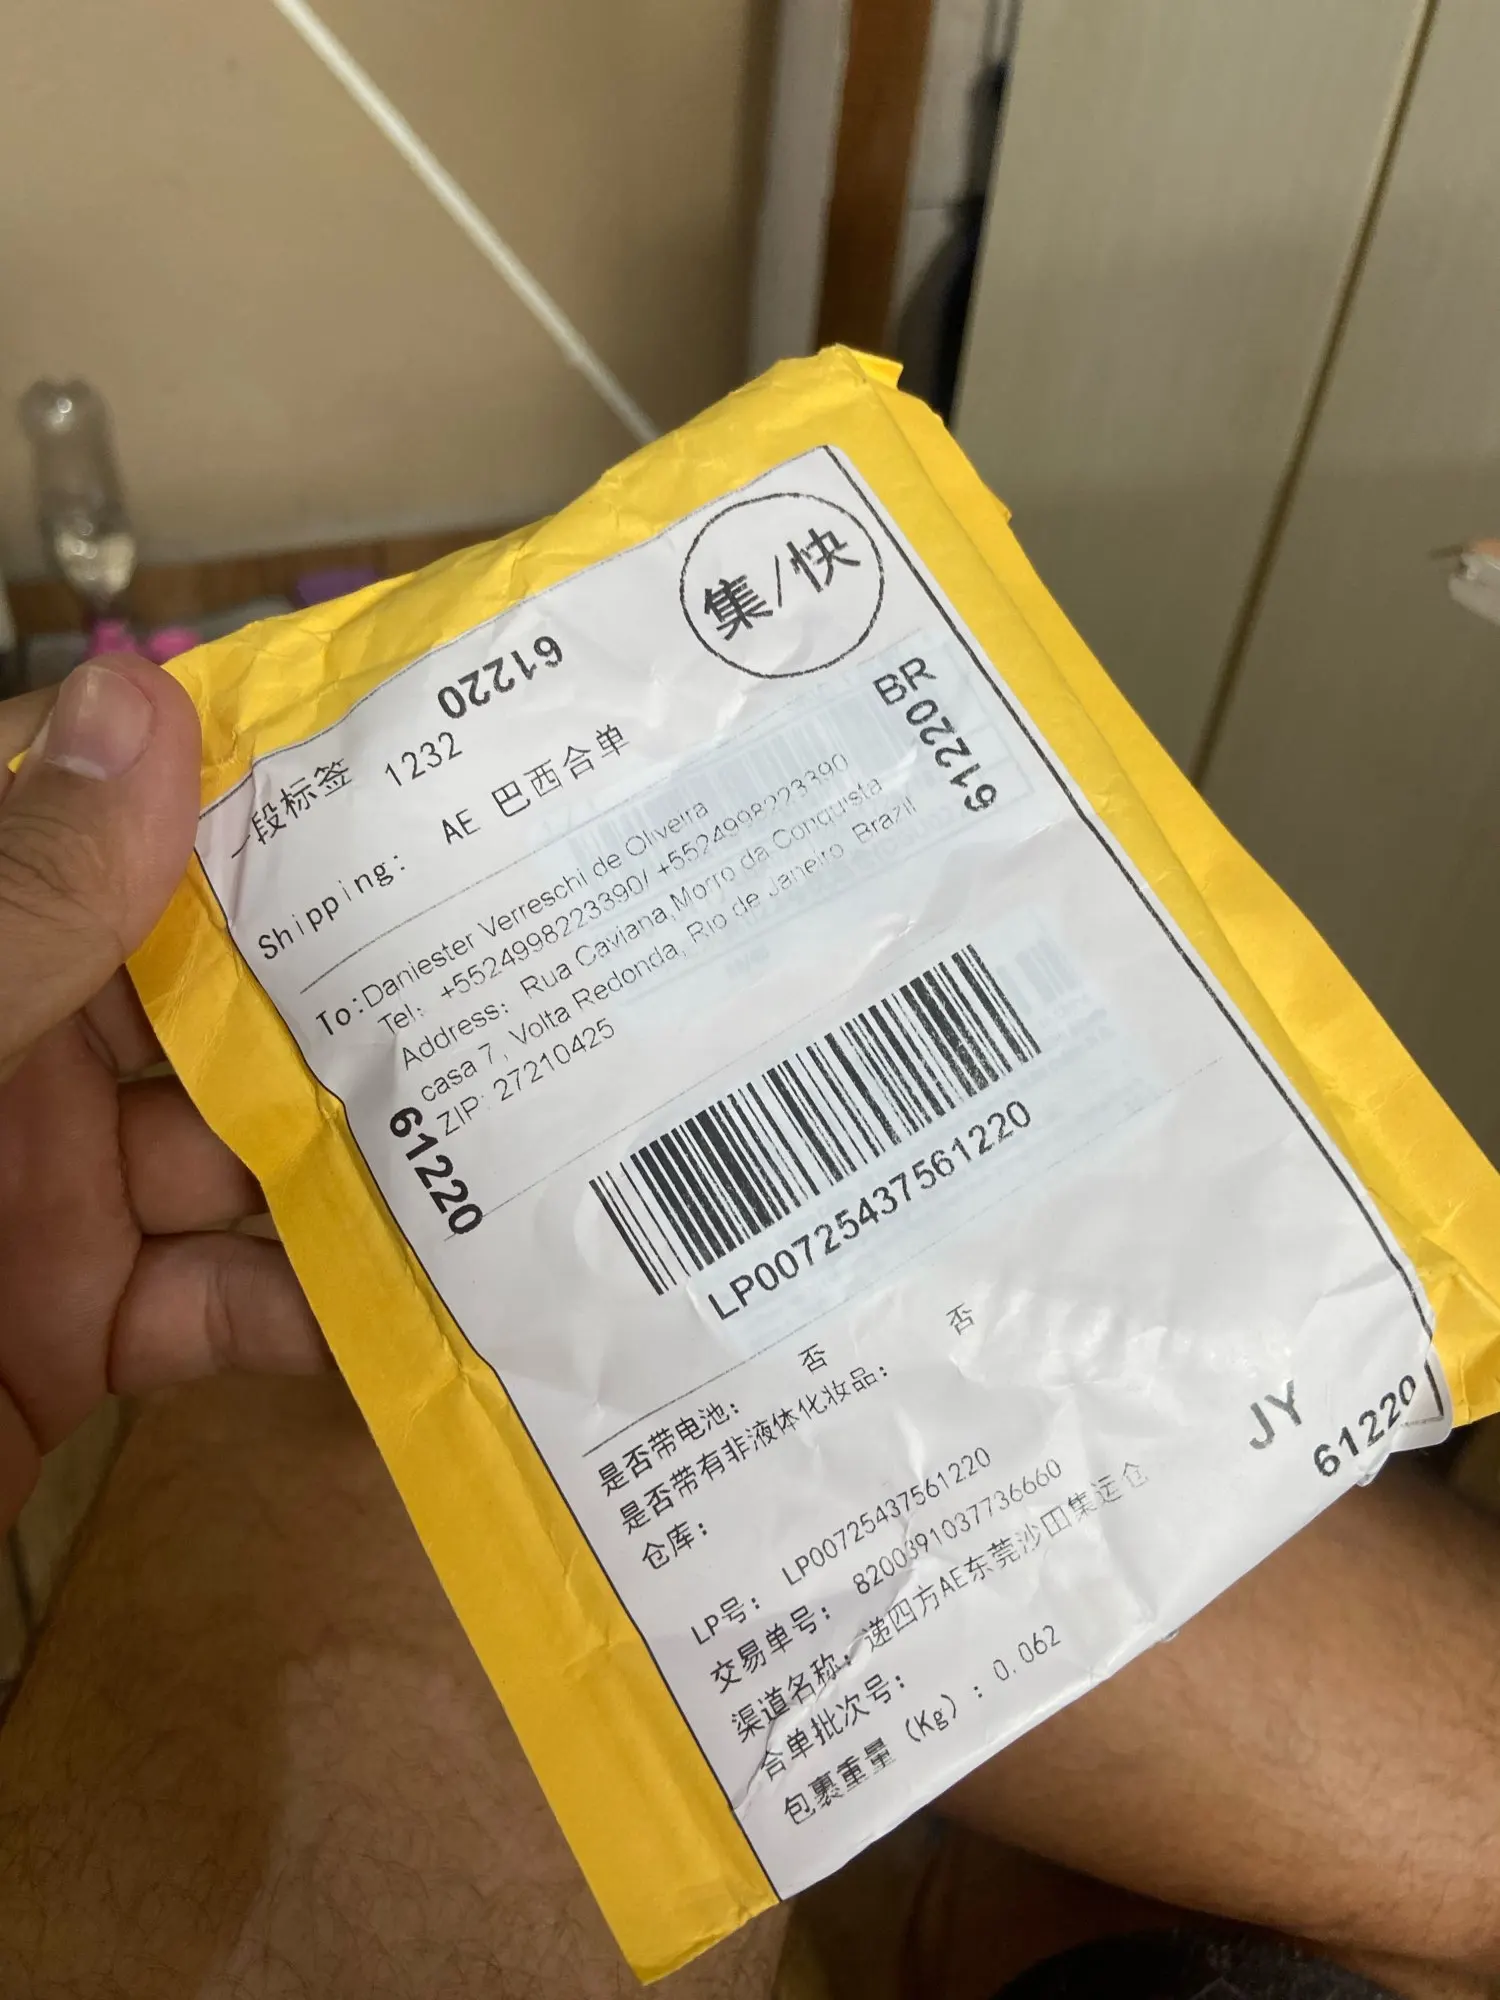 集/快
61220
一段标签 1232
BR
61220
Shipping: AE 巴西合单
To:Daniester Verreschi de Oliveira
Tel: +5524998223390/ +5524998223390
Address: Rua Caviana,Morro da Conquista
casa 7, Volta Redonda, Rio de Janeiro Brazil
ZIP: 27210425
61220
LP00725437561220
是否带电池: 否
是否带有非液体化妆品: 否
仓库:
JY
61220
LP号: LP00725437561220
交易单号: 8200391037736660
渠道名称: 递四方AE东莞沙田集运仓
合单批次号:
包裹重量 (Kg) : 0.062